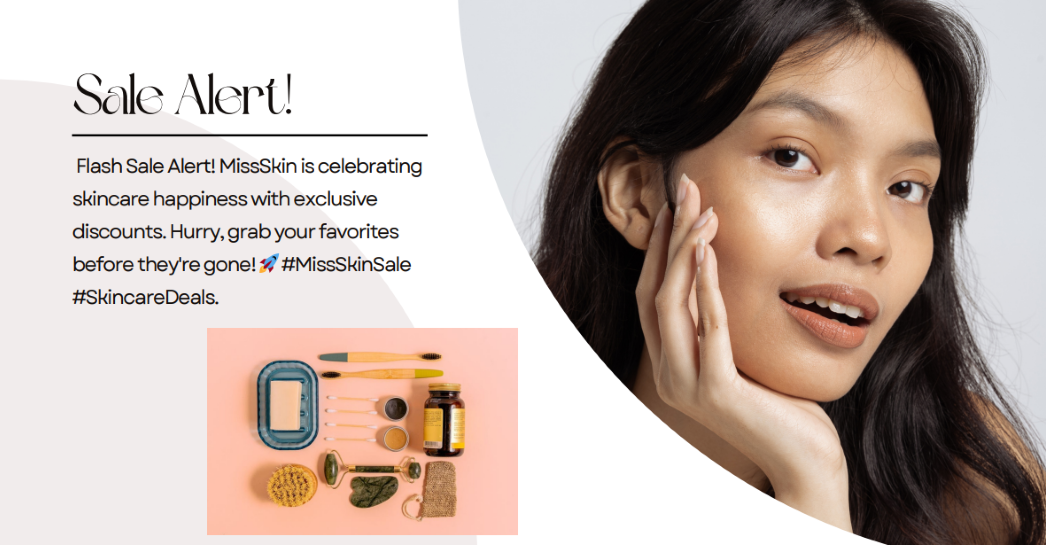 Sale Alert!
Flash Sale Alert! MissSkin is celebrating
skincare happiness with exclusive
discounts. Hurry, grab your favorites
before they're gone!🚀 #MissSkinSale
#SkincareDeals.